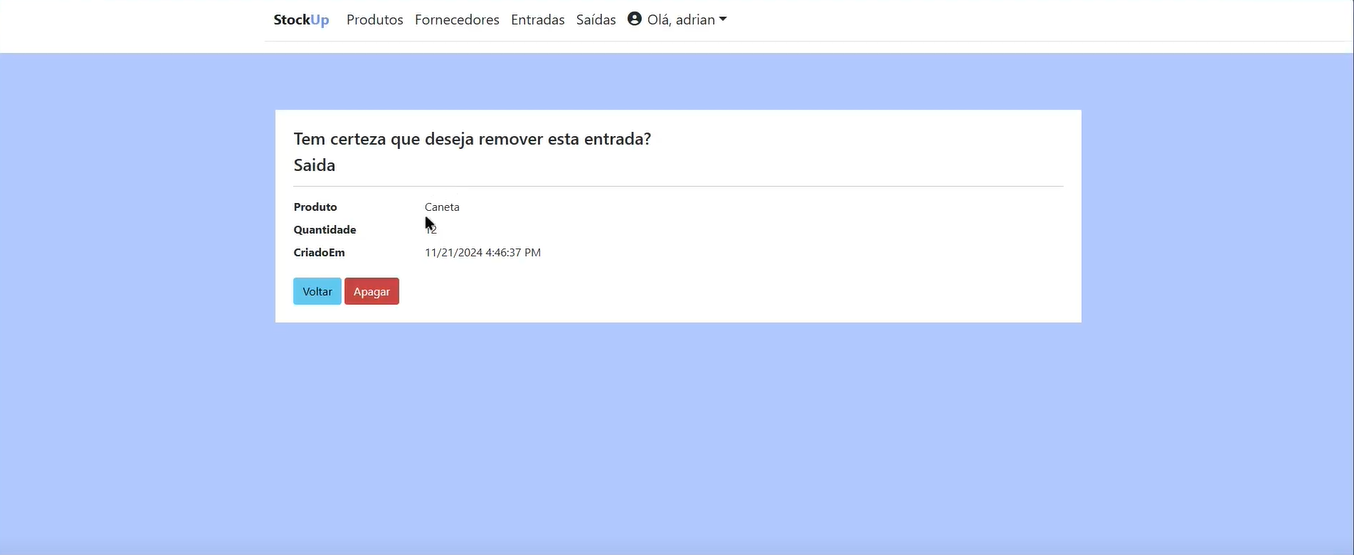 StockUp Produtos Fornecedores Entradas Saídas Olá, adrian
Tem certeza que deseja remover esta entrada?
Saida
Produto Caneta
Quantidade 12
CriadoEm 11/21/2024 4:46:37 PM
Voltar Apagar